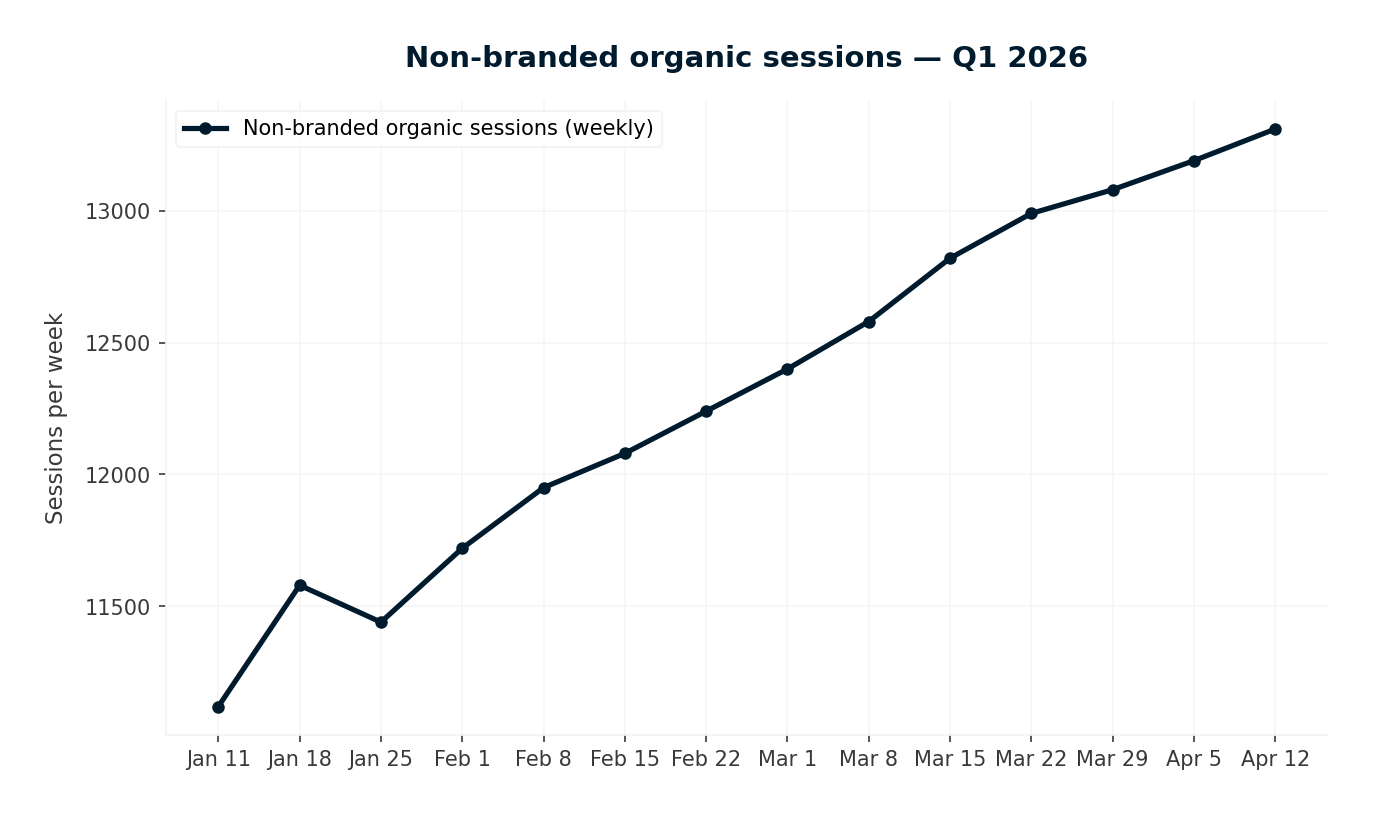 Non-branded organic sessions — Q1 2026
Non-branded organic sessions (weekly)
Sessions per week
13000
12500
12000
11500
Jan 11 Jan 18 Jan 25 Feb 1 Feb 8 Feb 15 Feb 22 Mar 1 Mar 8 Mar 15 Mar 22 Mar 29 Apr 5 Apr 12